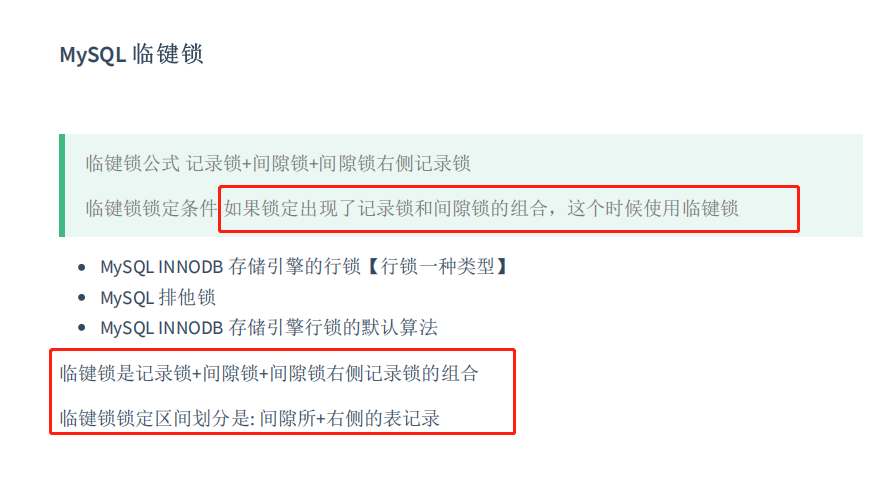 MySQL 临键锁
临键锁公式 记录锁+间隙锁+间隙锁右侧记录锁
临键锁锁定条件 如果锁定出现了记录锁和间隙锁的组合，这个时候使用临键锁
MySQL INNODB 存储引擎的行锁【行锁一种类型】
MySQL 排他锁
MySQL INNODB 存储引擎行锁的默认算法
临键锁是记录锁+间隙锁+间隙锁右侧记录锁的组合
临键锁锁定区间划分是: 间隙所+右侧的表记录